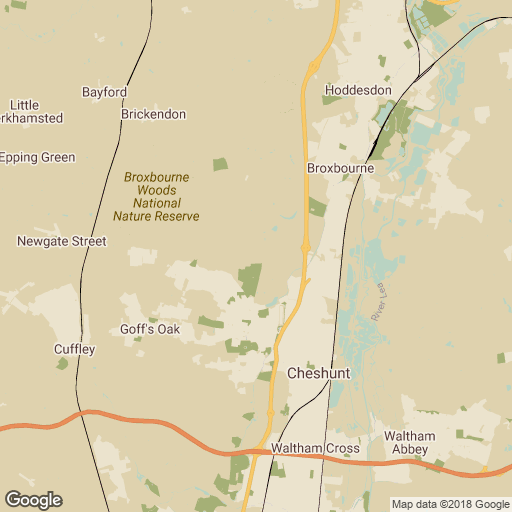 Hoddesdon
Bayford
Little
erkhamsted
Brickendon
Epping Green
Broxbourne
Broxbourne
Woods
National
Nature Reserve
Newgate Street
River Lea
Goff's Oak
Cuffley
Cheshunt
Waltham
Abbey
Waltham Cross
Google
Map data ©2018 Google